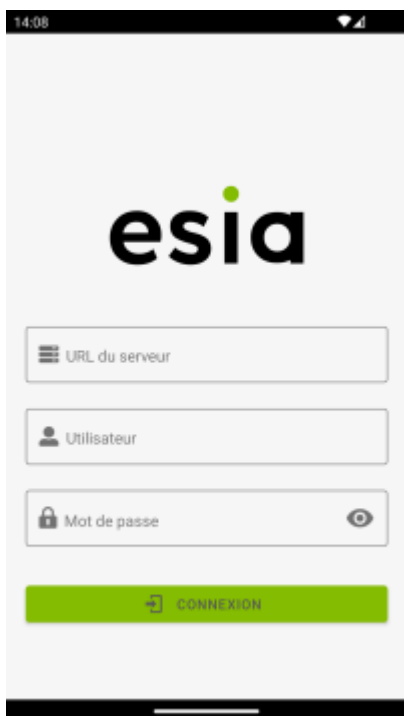 14:08
esia
URL du serveur
Utilisateur
Mot de passe
CONNEXION